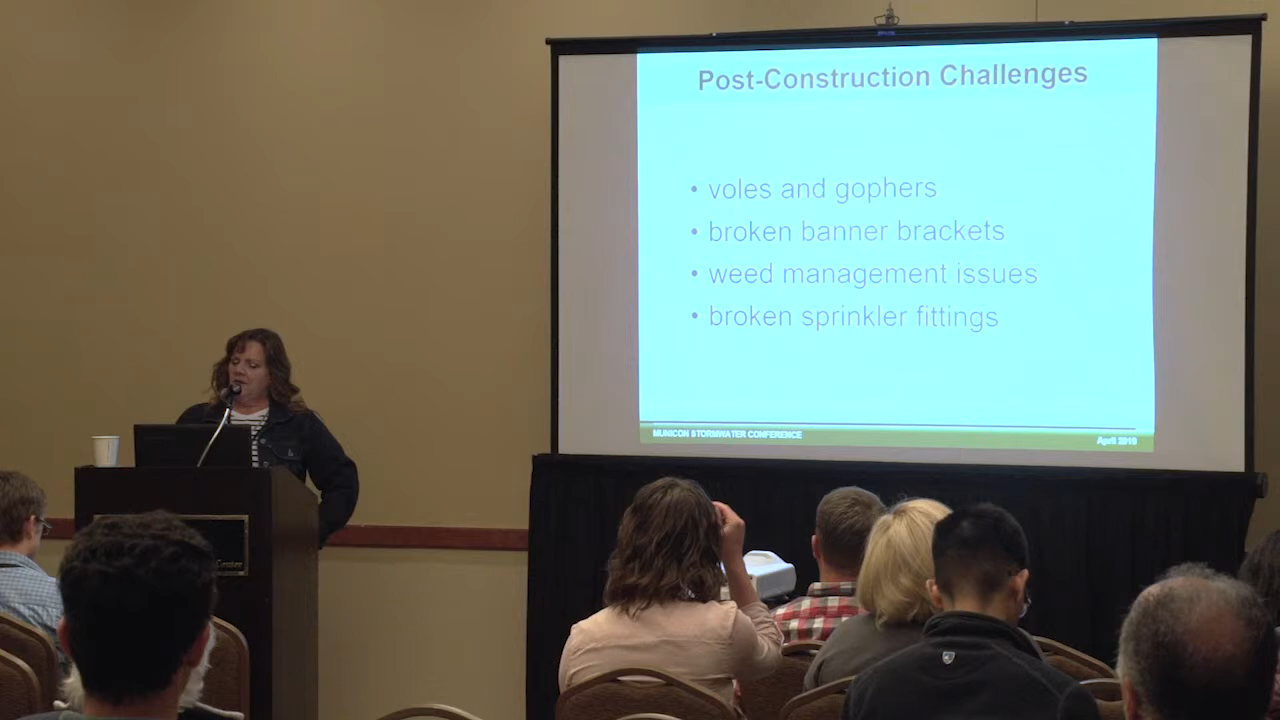 Post-Construction Challenges
• voles and gophers
• broken banner brackets
• weed management issues
• broken sprinkler fittings
MUNICON STORMWATER CONFERENCE
April 2019
Center